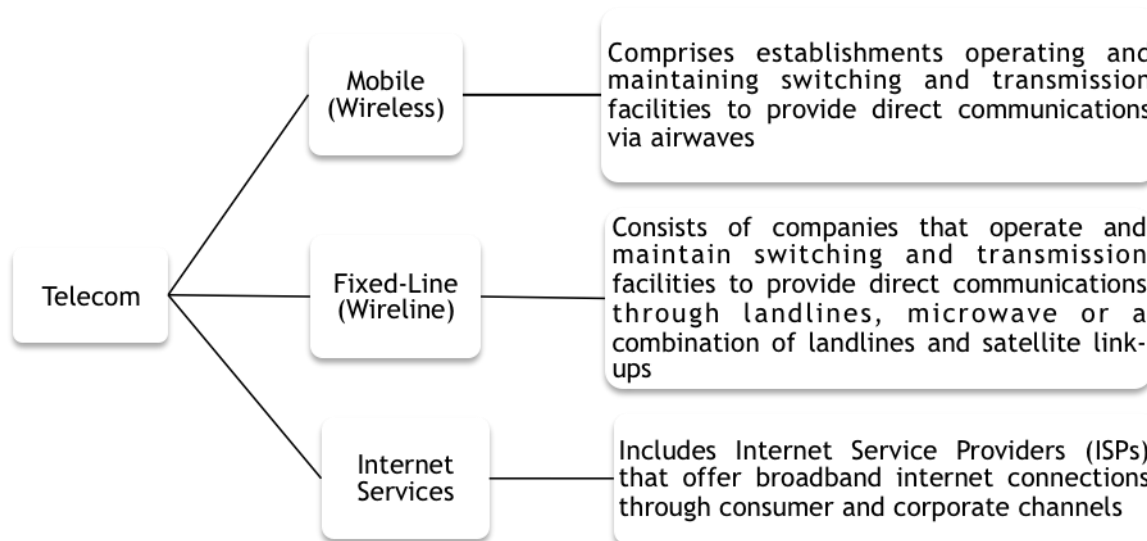 Telecom
Mobile
(Wireless)
Comprises establishments operating and
maintaining switching and transmission
facilities to provide direct communications
via airwaves
Fixed-Line
(Wireline)
Consists of companies that operate and
maintain switching and transmission
facilities to provide direct communications
through landlines, microwave or a
combination of landlines and satellite link-
ups
Internet
Services
Includes Internet Service Providers (ISPs)
that offer broadband internet connections
through consumer and corporate channels